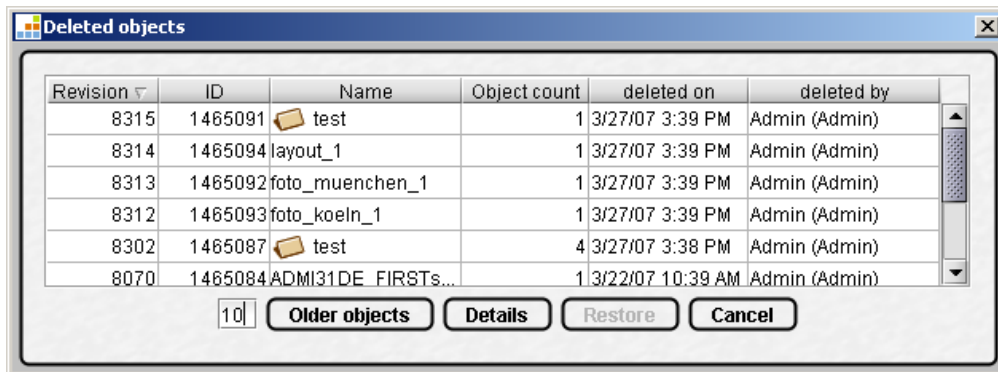 Deleted objects
Revision ID Name Object count deleted on deleted by
8315 1465091 test 1 3/27/07 3:39 PM Admin (Admin)
8314 1465094 layout_1 1 3/27/07 3:39 PM Admin (Admin)
8313 1465092 foto_muenchen_1 1 3/27/07 3:39 PM Admin (Admin)
8312 1465093 foto_koeln_1 1 3/27/07 3:39 PM Admin (Admin)
8302 1465087 test 4 3/27/07 3:38 PM Admin (Admin)
8070 1465084 ADMI31DE_FIRSTs... 1 3/22/07 10:39 AM Admin (Admin)
10 Older objects Details Restore Cancel